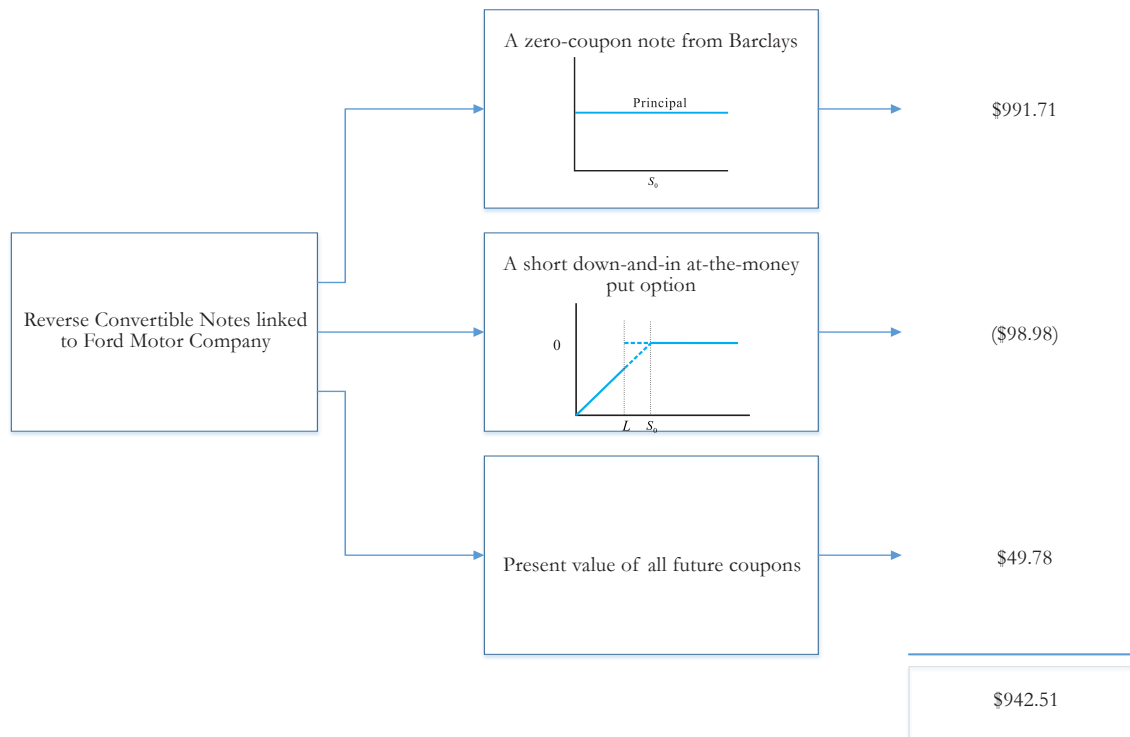 A zero-coupon note from Barclays
Principal
S₀
$991.71
Reverse Convertible Notes linked
to Ford Motor Company
A short down-and-in at-the-money
put option
0
L S₀
($98.98)
Present value of all future coupons
$49.78
$942.51